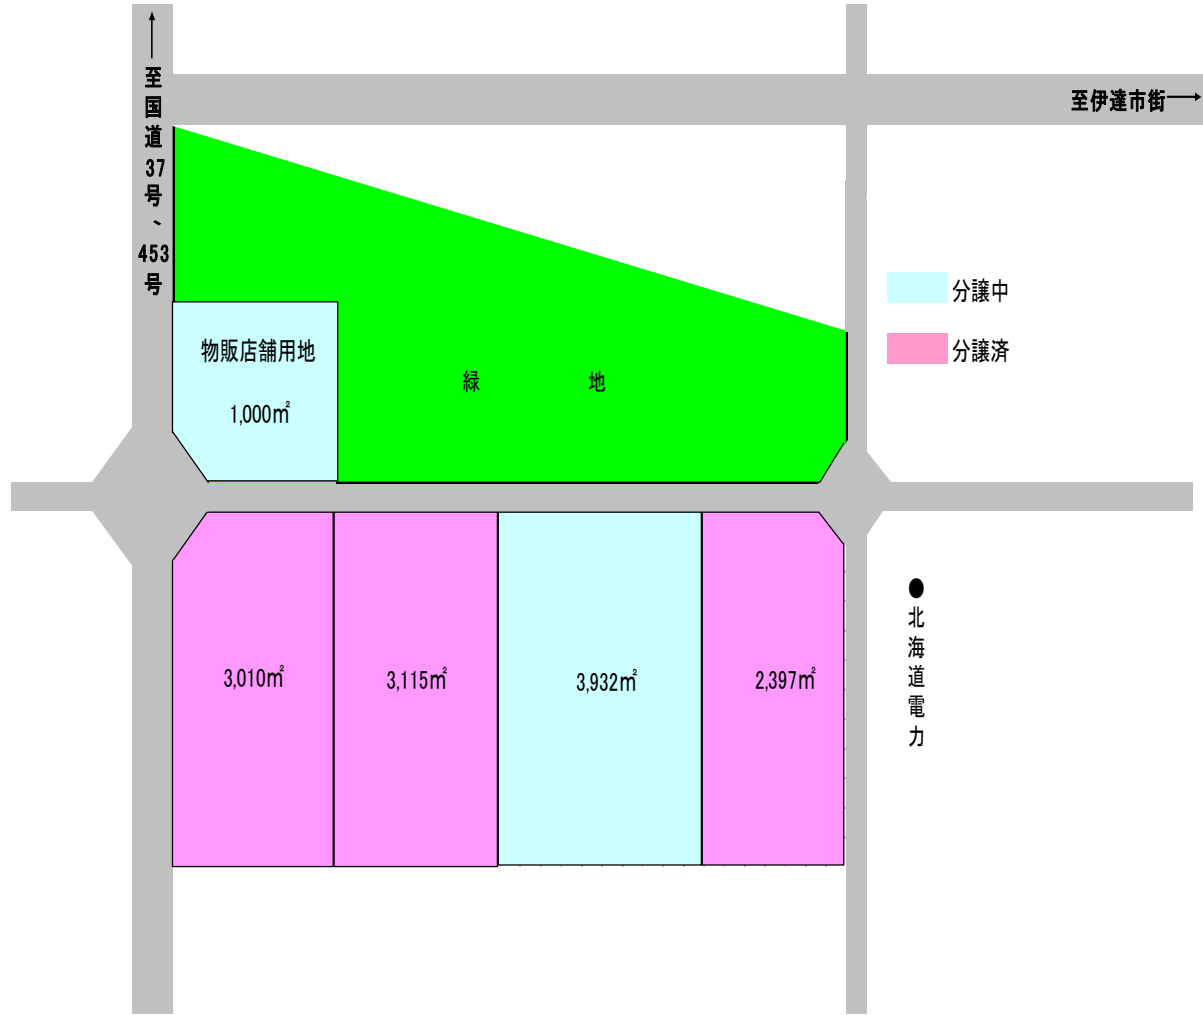 至国道37号、453号
至伊達市街
分譲中
分譲済
物販店舗用地
1,000㎡
緑 地
3,010㎡
3,115㎡
3,932㎡
2,397㎡
●北海道電力